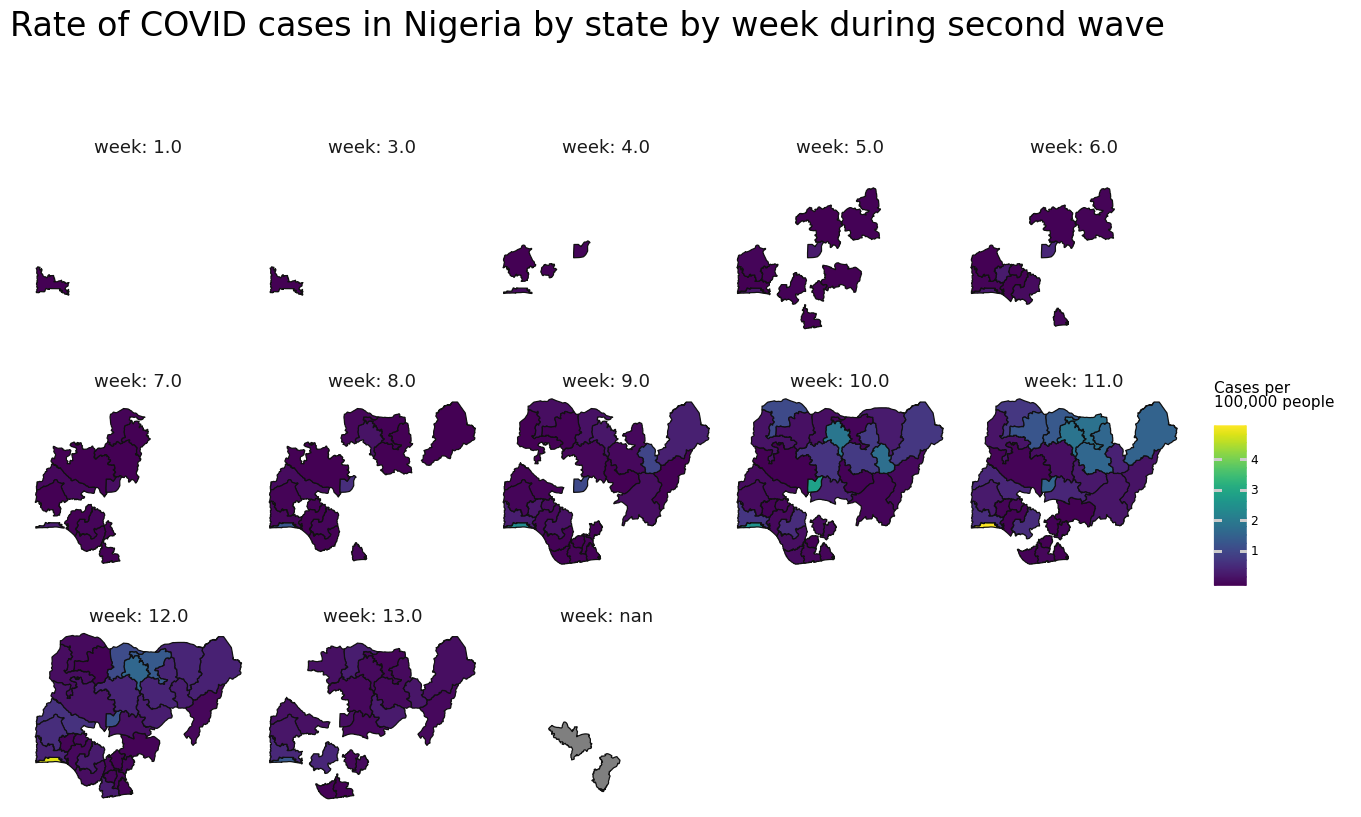 Rate of COVID cases in Nigeria by state by week during second wave
week: 1.0
week: 3.0
week: 4.0
week: 5.0
week: 6.0
week: 7.0
week: 8.0
week: 9.0
week: 10.0
week: 11.0
Cases per
100,000 people
4
3
2
1
week: 12.0
week: 13.0
week: nan